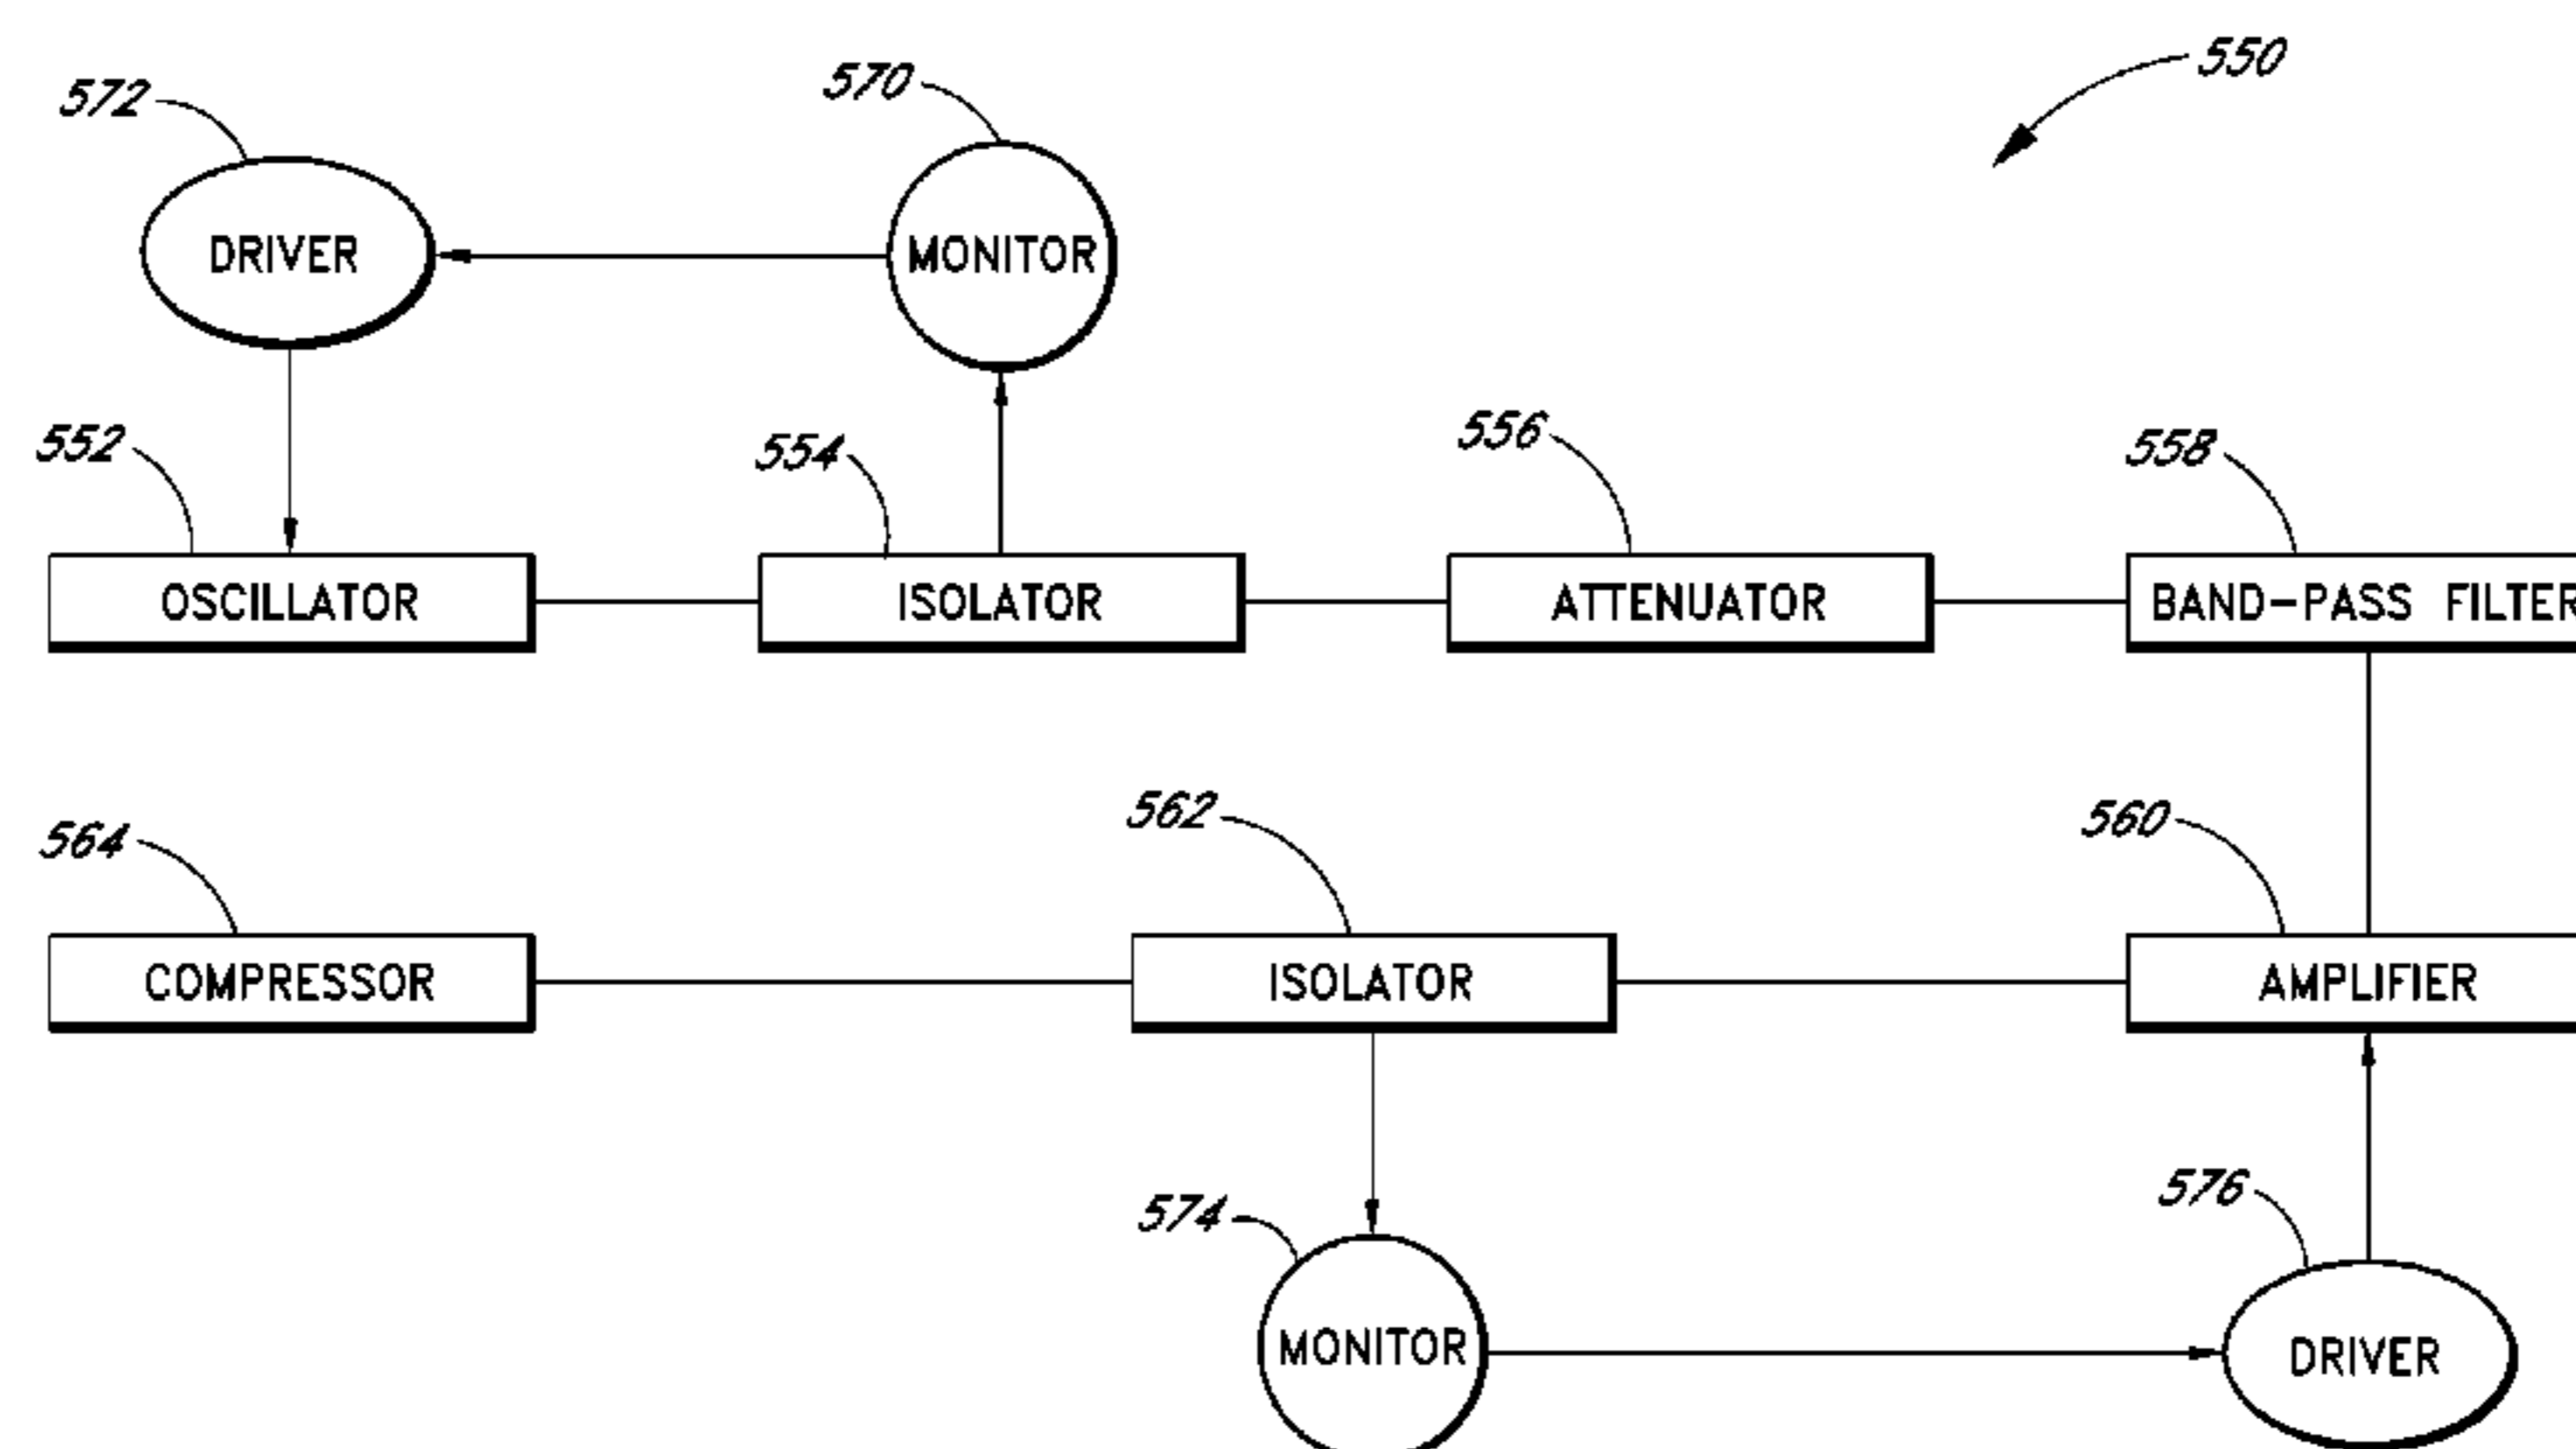 550
572
570
DRIVER
MONITOR
552
554
556
558
OSCILLATOR
ISOLATOR
ATTENUATOR
BAND-PASS FILTER
564
562
560
COMPRESSOR
ISOLATOR
AMPLIFIER
574
576
MONITOR
DRIVER